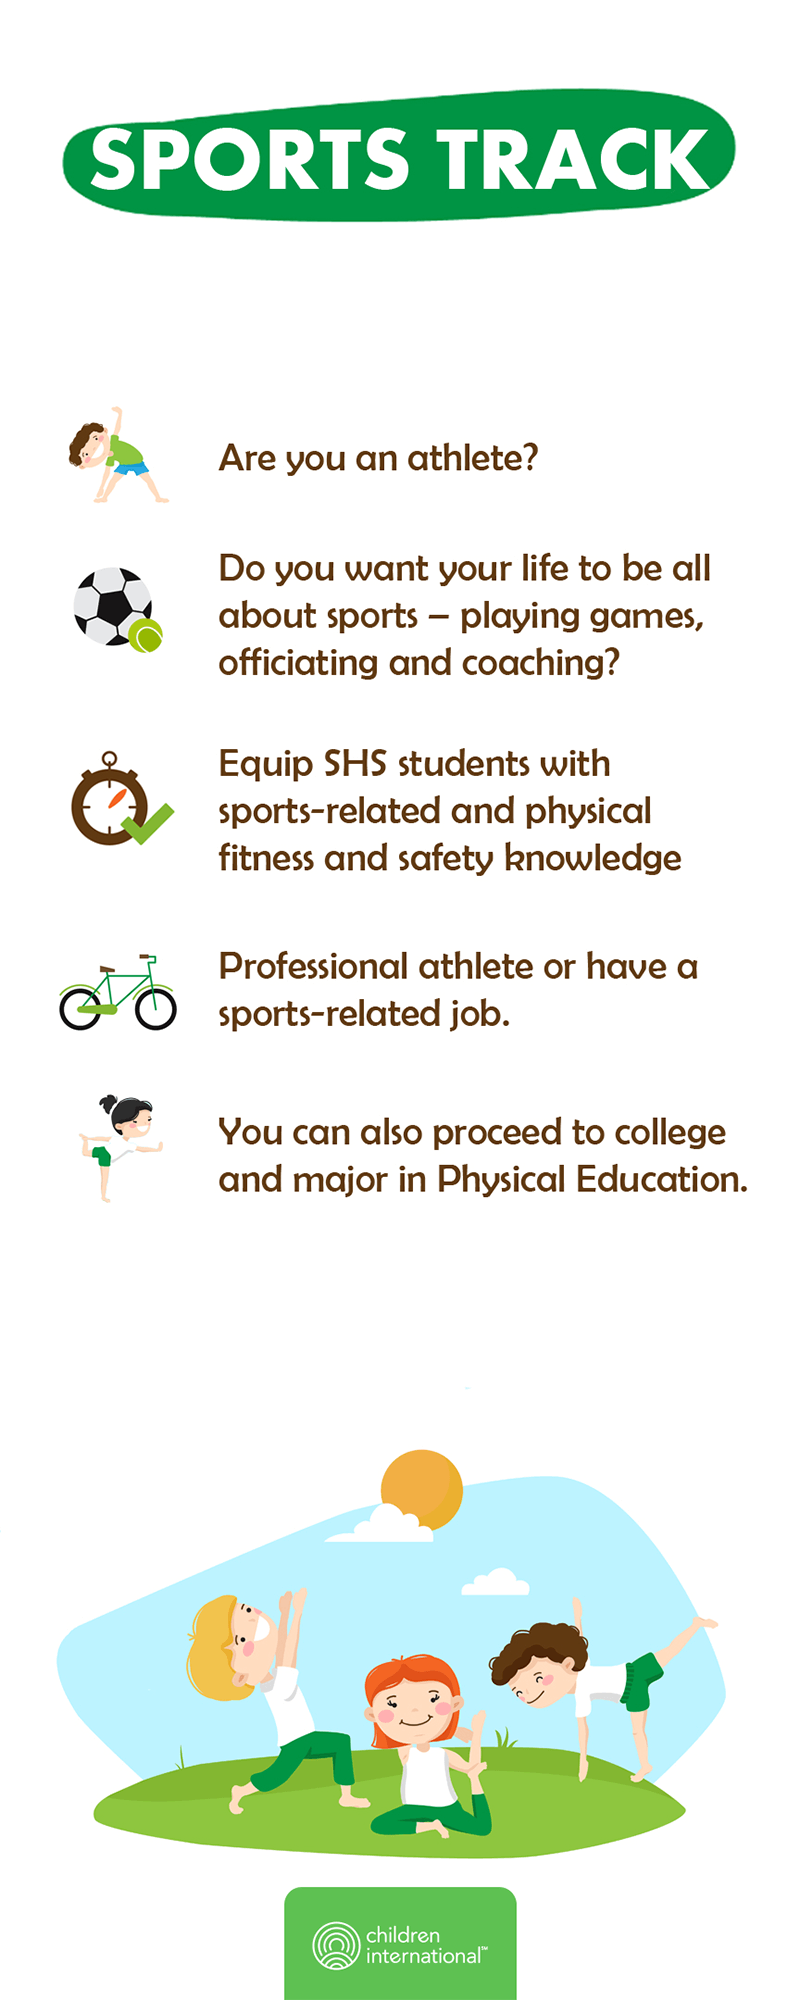 SPORTS TRACK
Are you an athlete?
Do you want your life to be all
about sports – playing games,
officiating and coaching?
Equip SHS students with
sports-related and physical
fitness and safety knowledge
Professional athlete or have a
sports-related job.
You can also proceed to college
and major in Physical Education.
children
international™